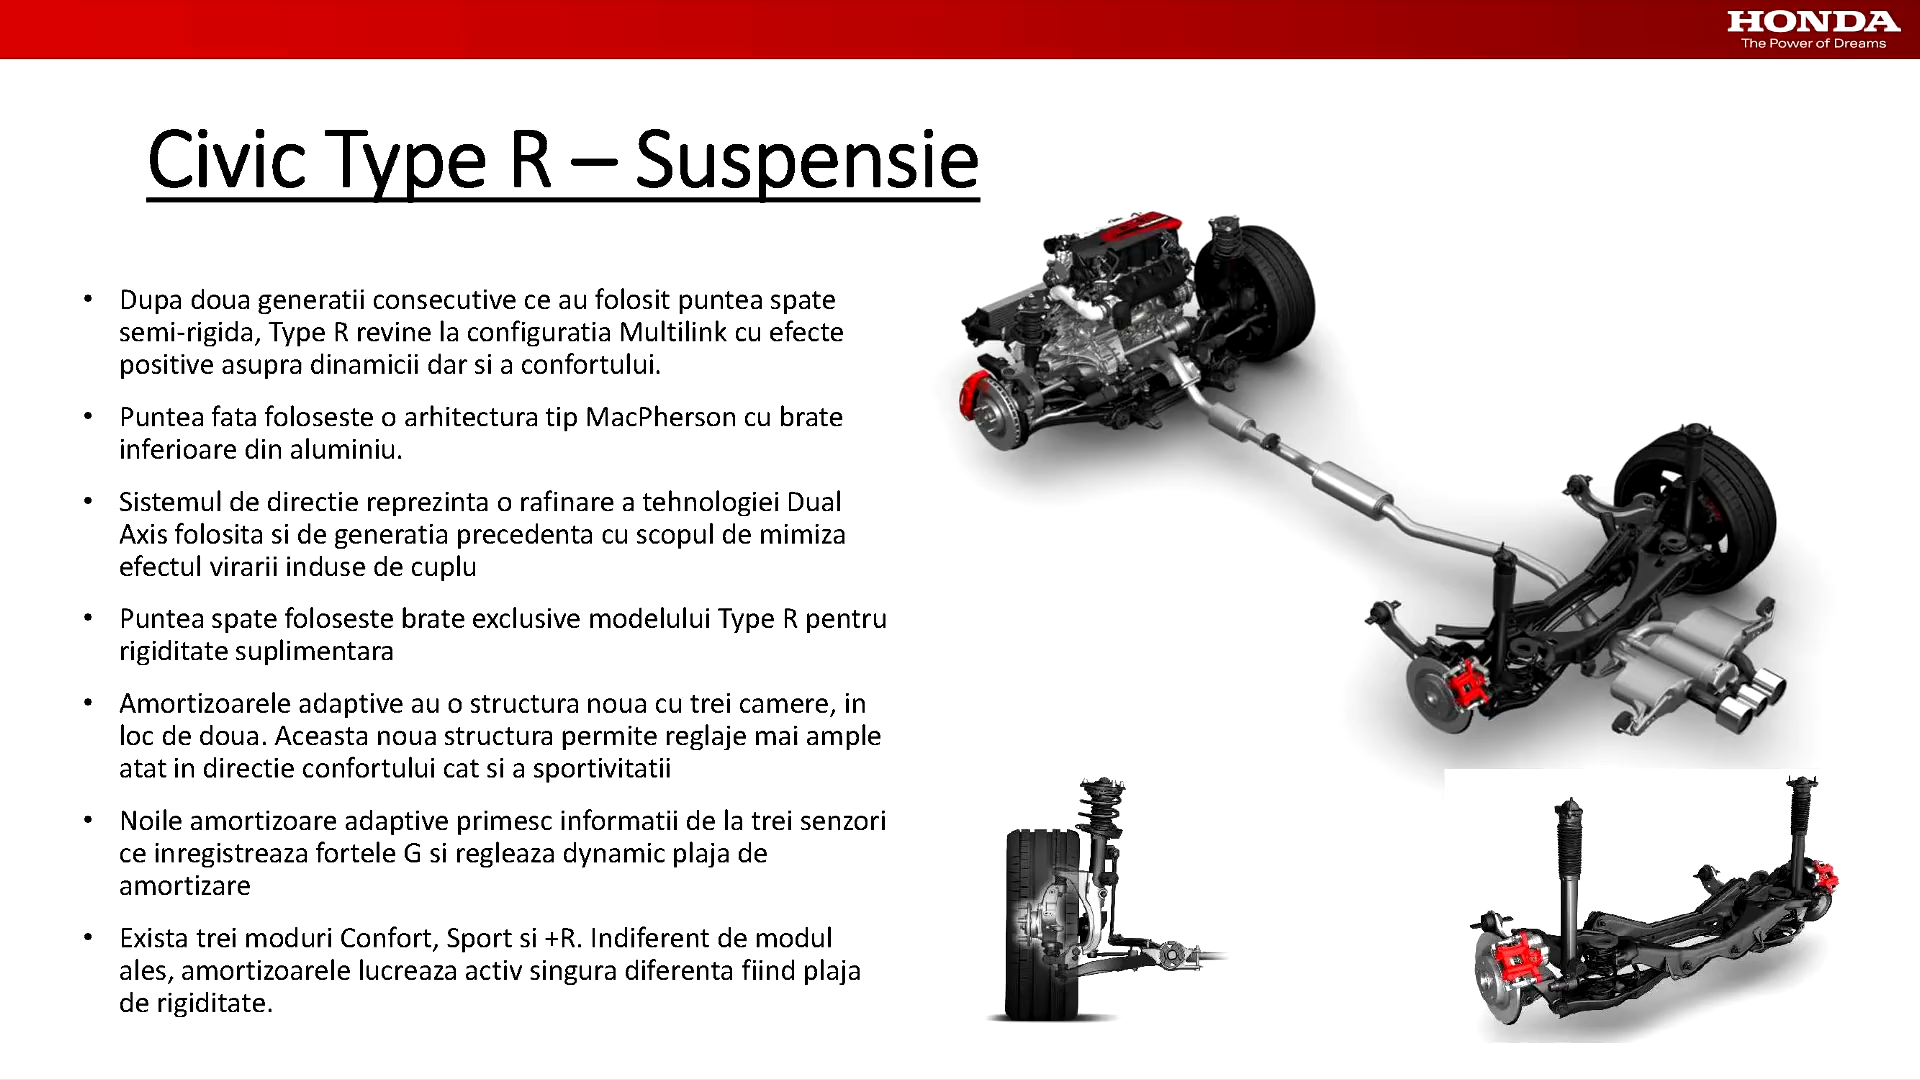 HONDA
The Power of Dreams
Civic Type R – Suspensie
• Dupa doua generatii consecutive ce au folosit puntea spate
semi-rigida, Type R revine la configuratia Multilink cu efecte
positive asupra dinamicii dar si a confortului.
• Puntea fata foloseste o arhitectura tip MacPherson cu brate
inferioare din aluminiu.
• Sistemul de directie reprezinta o rafinare a tehnologiei Dual
Axis folosita si de generatia precedenta cu scopul de mimiza
efectul virarii induse de cuplu
• Puntea spate foloseste brate exclusive modelului Type R pentru
rigiditate suplimentara
• Amortizoarele adaptive au o structura noua cu trei camere, in
loc de doua. Aceasta noua structura permite reglaje mai ample
atat in directie confortului cat si a sportivitatii
• Noile amortizoare adaptive primesc informatii de la trei senzori
ce inregistreaza fortele G si regleaza dynamic plaja de
amortizare
• Exista trei moduri Confort, Sport si +R. Indiferent de modul
ales, amortizoarele lucreaza activ singura diferenta fiind plaja
de rigiditate.